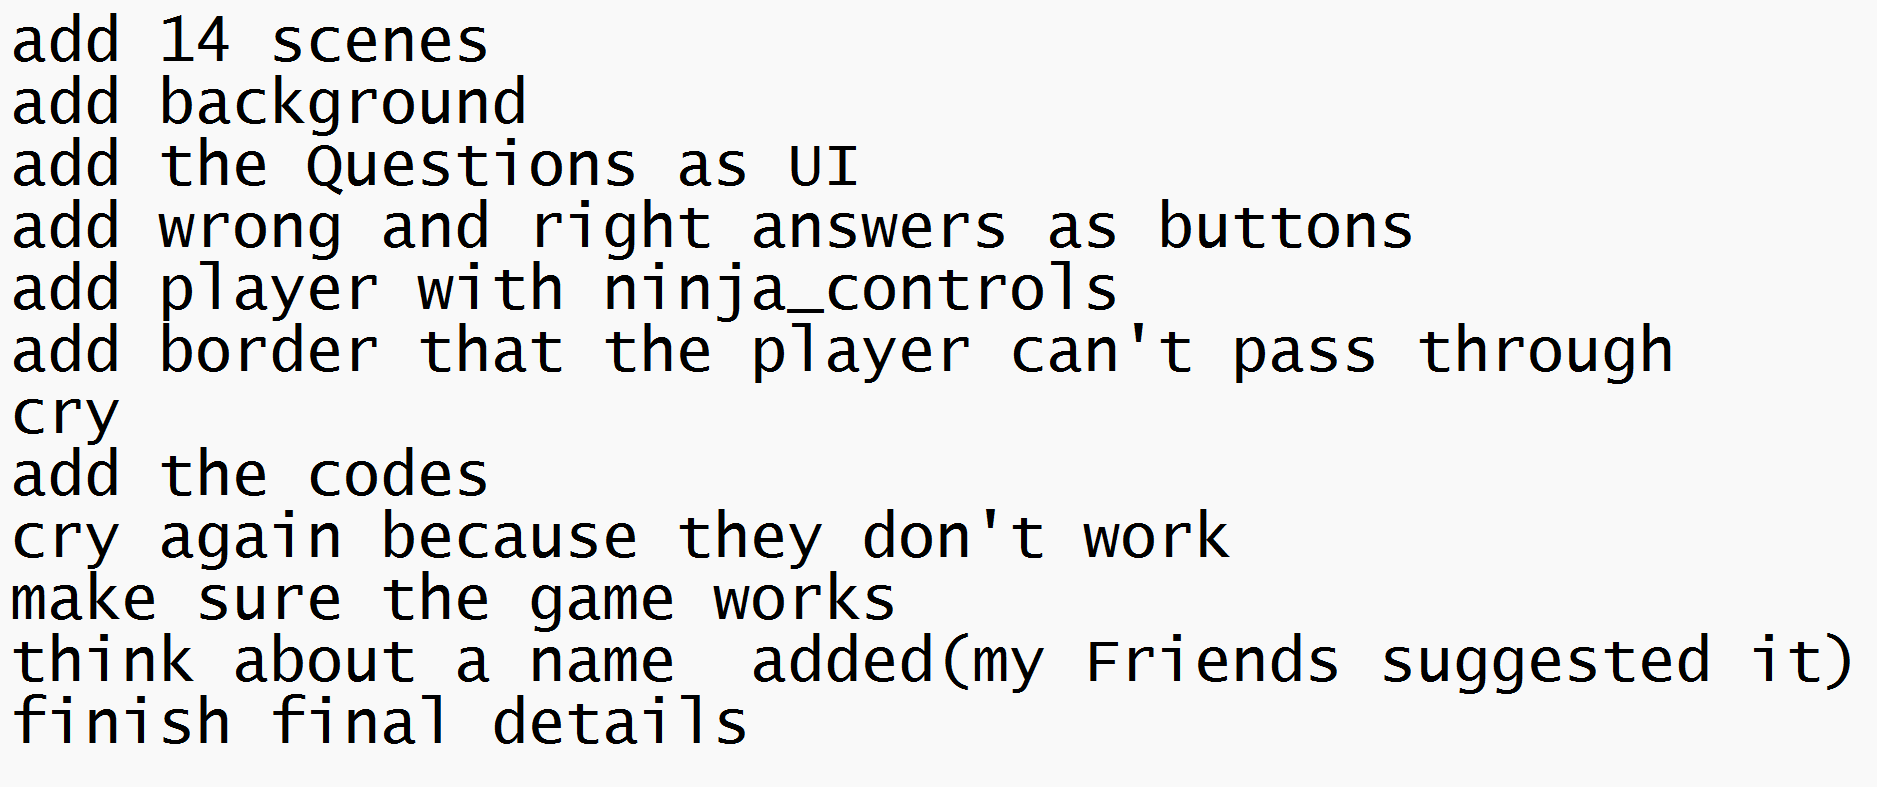 add 14 scenes
add background
add the Questions as UI
add wrong and right answers as buttons
add player with ninja_controls
add border that the player can't pass through
cry
add the codes
cry again because they don't work
make sure the game works
think about a name  added(my Friends suggested it)
finish final details